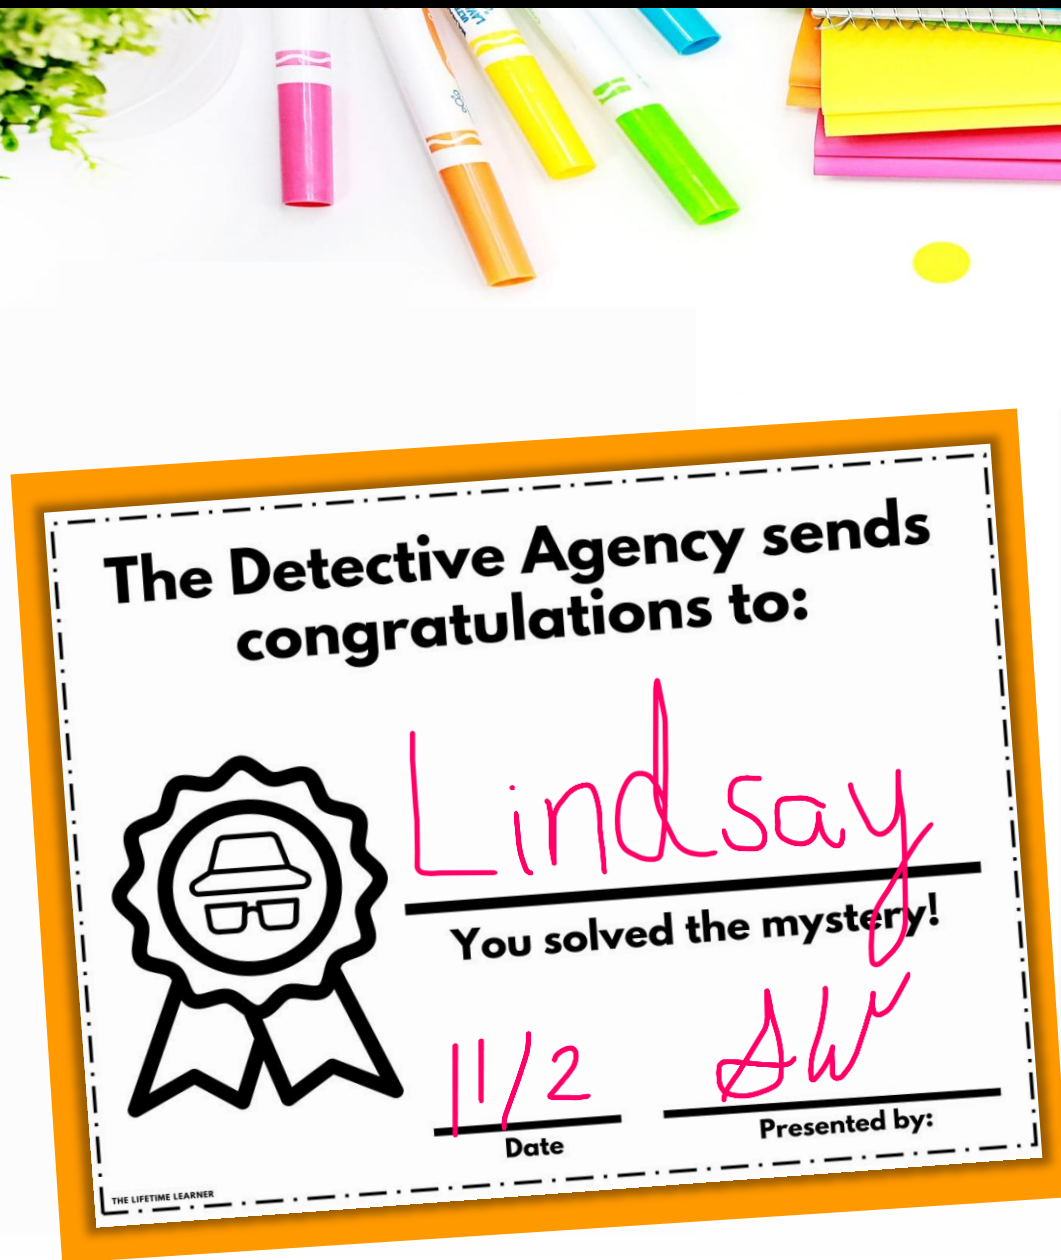 The Detective Agency sends
congratulations to:
Lindsay
You solved the mystery!
11/2
Date
Presented by:
THE LIFETIME LEARNER